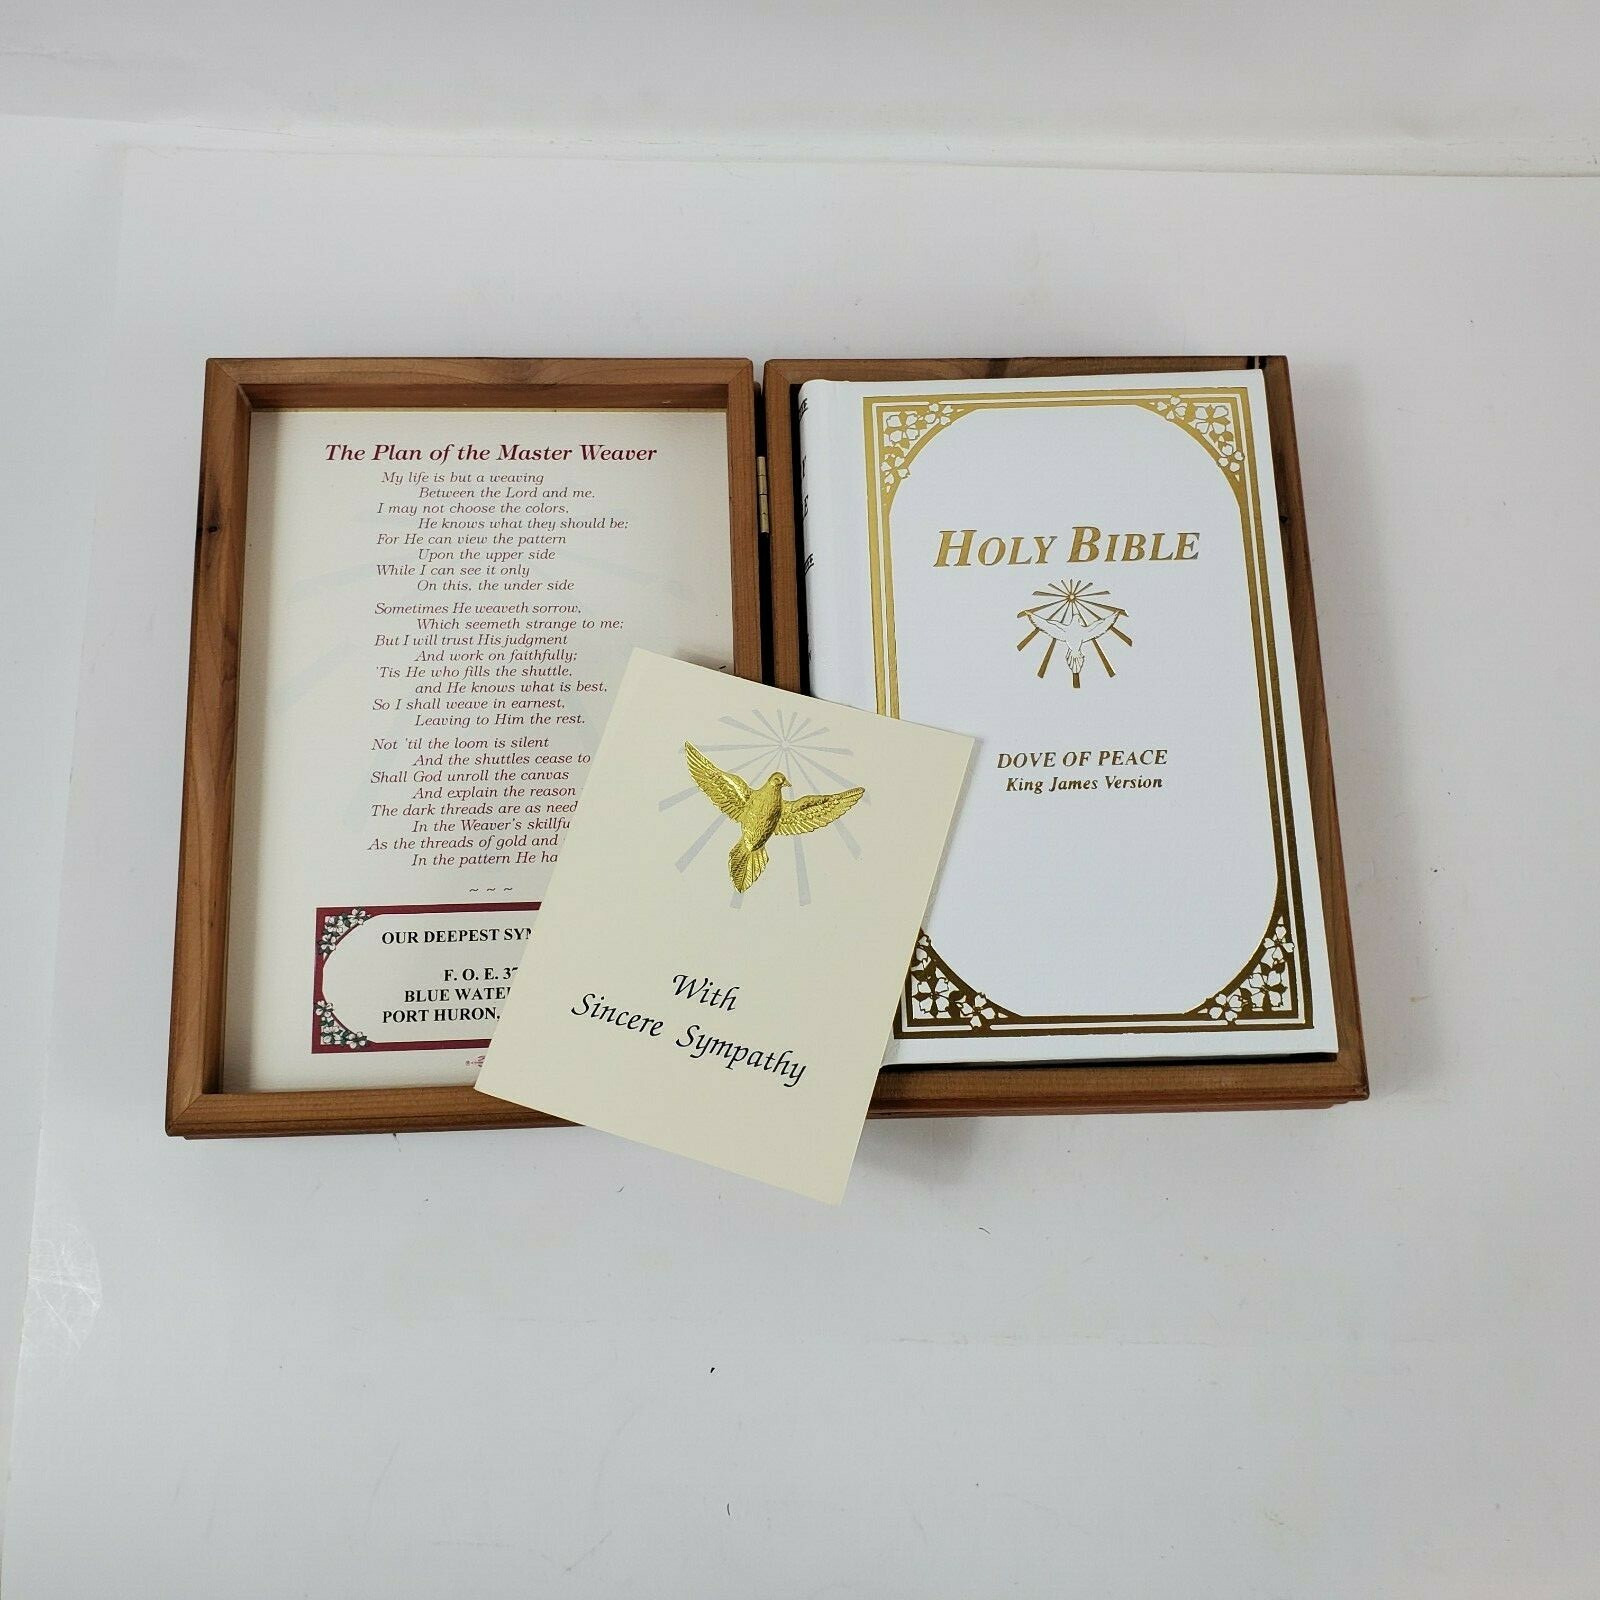 The Plan of the Master Weaver
My life is but a weaving
Between the Lord and me.
I may not choose the colors,
He knows what they should be;
For He can view the pattern
Upon the upper side
While I can see it only
On this, the under side
Sometimes He weaveth sorrow,
Which seemeth strange to me;
But I will trust His judgment
And work on faithfully;
'Tis He who fills the shuttle,
and He knows what is best,
So I shall weave in earnest,
Leaving to Him the rest.
Not 'til the loom is silent
And the shuttles cease to
Shall God unroll the canvas
And explain the reason
The dark threads are as need
In the Weaver's skillfu
As the threads of gold and
In the pattern He ha
~ ~ ~
OUR DEEPEST SYM
F. O. E. 37
BLUE WATE
PORT HURON,
With
Sincere Sympathy
HOLY BIBLE
DOVE OF PEACE
King James Version